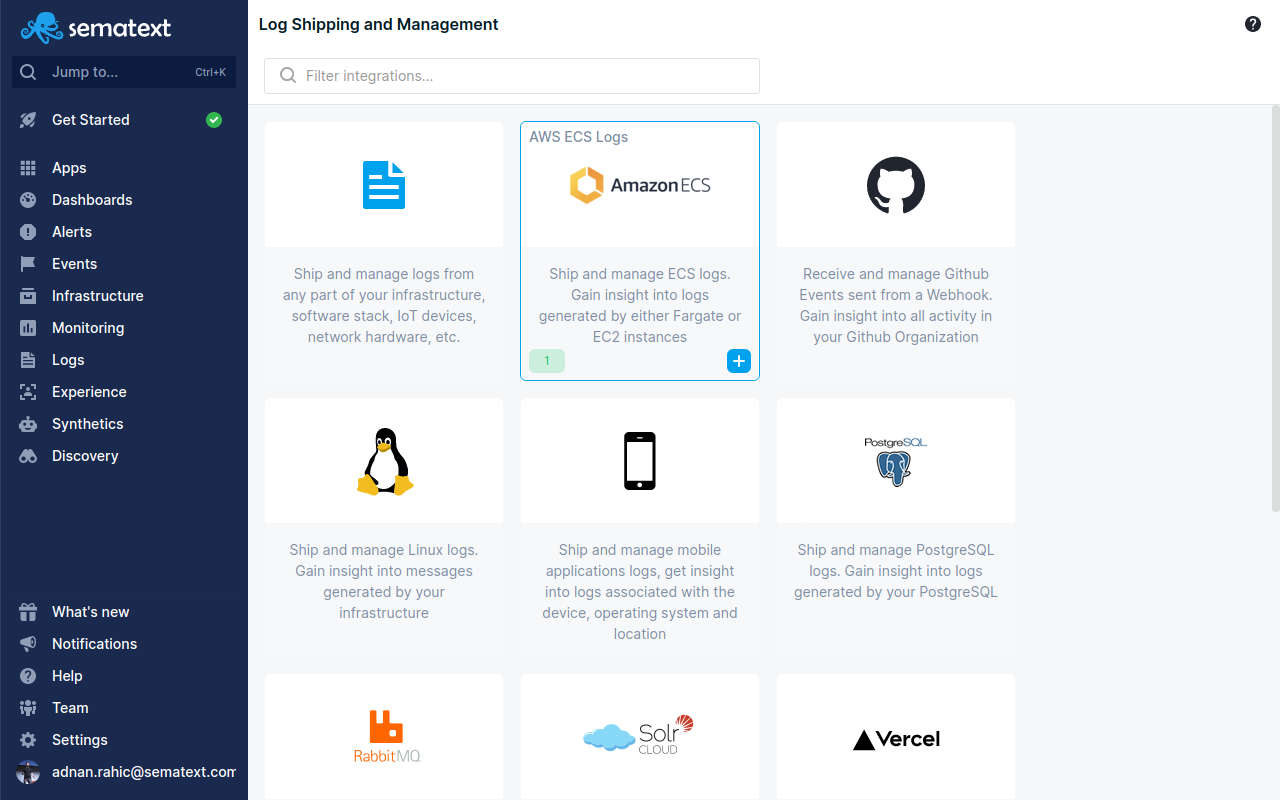 sematext
Jump to...
Ctrl+K
Get Started
Apps
Dashboards
Alerts
Events
Infrastructure
Monitoring
Logs
Experience
Synthetics
Discovery
What's new
Notifications
Help
Team
Settings
adnan.rahic@sematext.com
Log Shipping and Management
Filter integrations...
Ship and manage logs from
any part of your infrastructure,
software stack, IoT devices,
network hardware, etc.
AWS ECS Logs
Amazon ECS
Ship and manage ECS logs.
Gain insight into logs
generated by either Fargate or
EC2 instances
1
Receive and manage Github
Events sent from a Webhook.
Gain insight into all activity in
your Github Organization
Ship and manage Linux logs.
Gain insight into messages
generated by your
infrastructure
Ship and manage mobile
applications logs, get insight
into logs associated with the
device, operating system and
location
PostgreSQL
Ship and manage PostgreSQL
logs. Gain insight into logs
generated by your PostgreSQL
RabbitMQ
Solr
CLOUD
Vercel